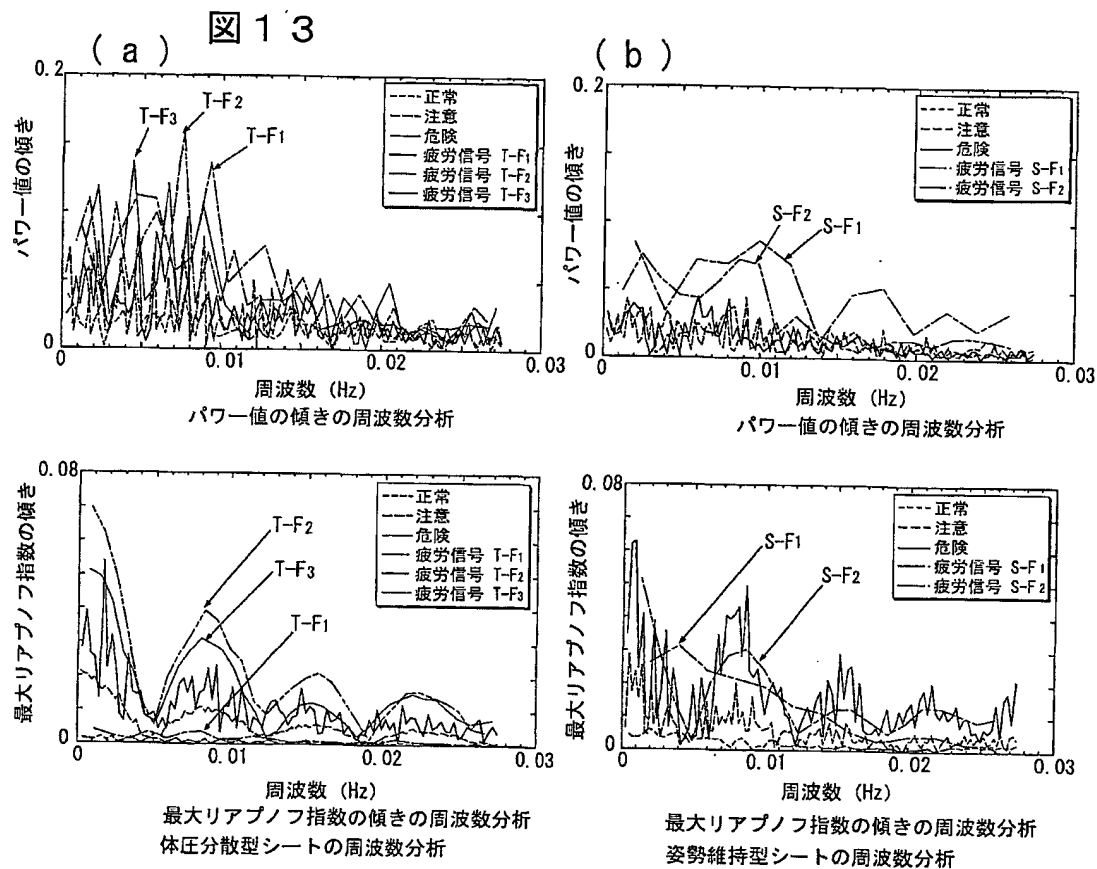 図13
(a)
0.2
パワー値の傾き
T-F3
T-F2
T-F1
正常
注意
危険
疲労信号 T-F1
疲労信号 T-F2
疲労信号 T-F3
0
0
0.01
0.02
0.03
周波数 (Hz)
パワー値の傾きの周波数分析
(b)
0.2
パワー値の傾き
S-F2
S-F1
正常
注意
危険
疲労信号 S-F1
疲労信号 S-F2
0
0
0.01
0.02
0.03
周波数 (Hz)
パワー値の傾きの周波数分析
0.08
最大リアプノフ指数の傾き
T-F2
T-F3
T-F1
正常
注意
危険
疲労信号 T-F1
疲労信号 T-F2
疲労信号 T-F3
0
0
0.01
0.02
0.03
周波数 (Hz)
最大リアプノフ指数の傾きの周波数分析
体圧分散型シートの周波数分析
0.08
最大リアプノフ指数の傾き
S-F1
S-F2
正常
注意
危険
疲労信号 S-F1
疲労信号 S-F2
0
0
0.01
0.02
0.03
周波数 (Hz)
最大リアプノフ指数の傾きの周波数分析
姿勢維持型シートの周波数分析